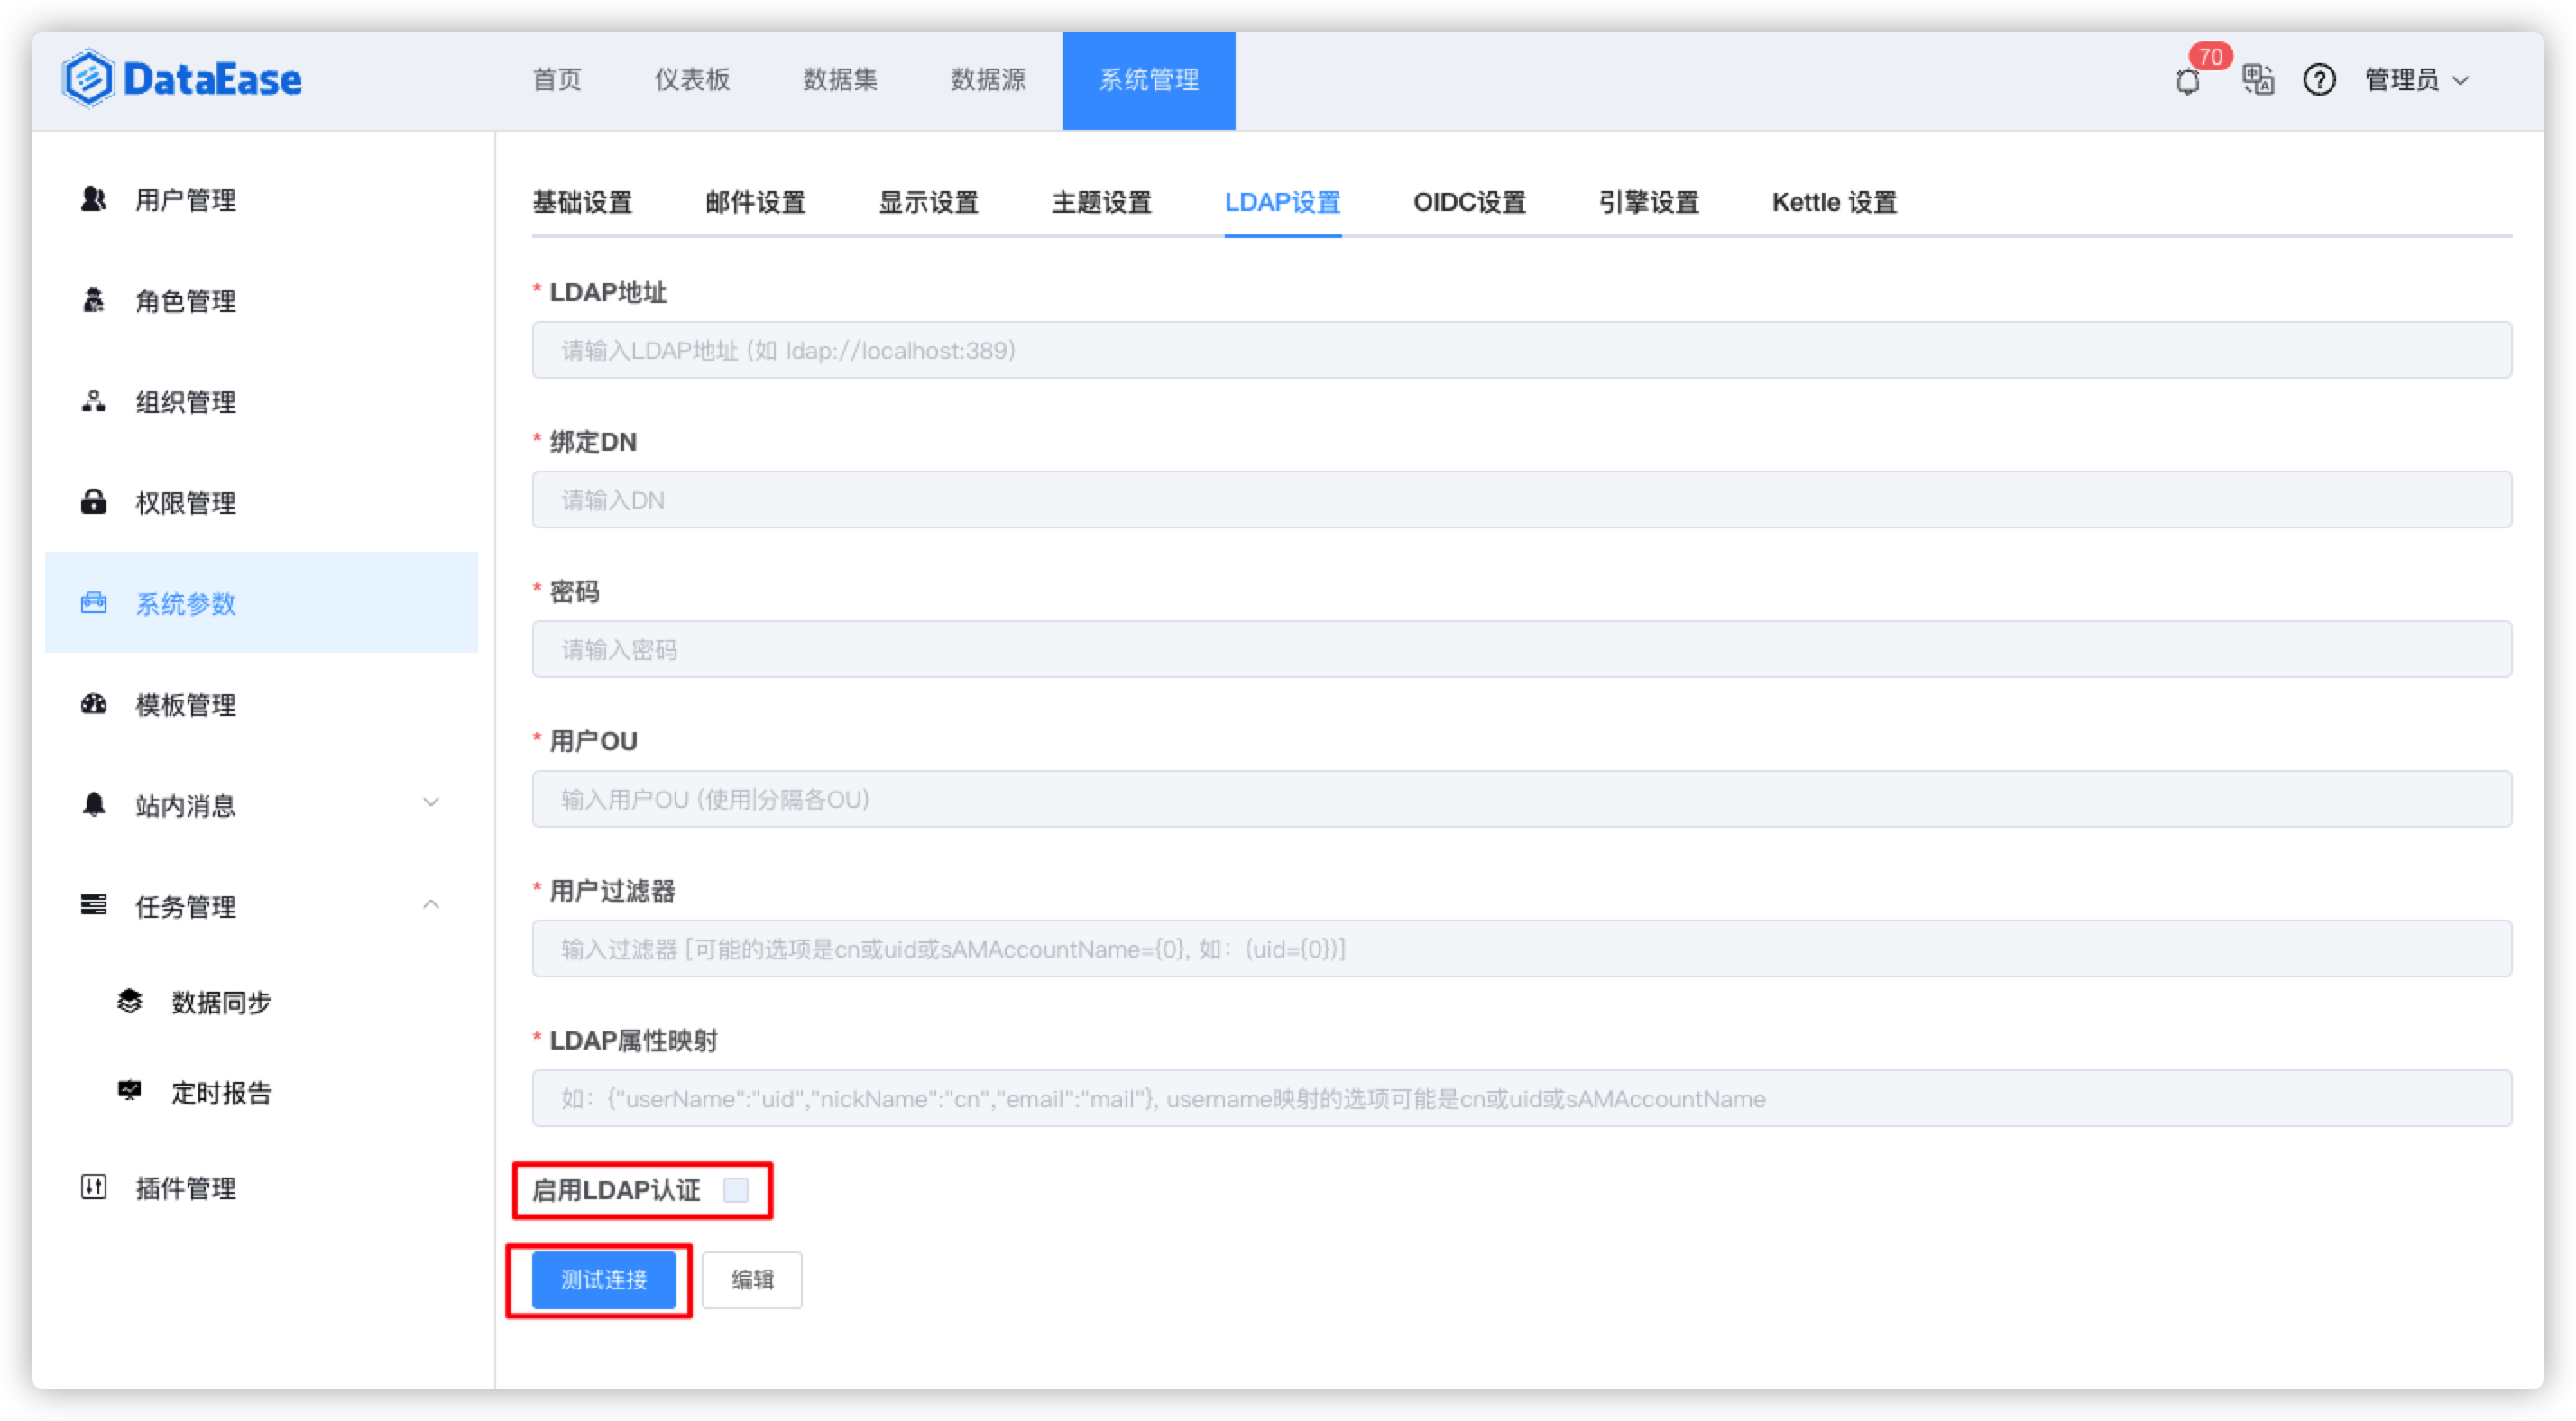 DataEase 首页 仪表板 数据集 数据源 系统管理 70 管理员
用户管理
角色管理
组织管理
权限管理
系统参数
模板管理
站内消息
任务管理
数据同步
定时报告
插件管理
基础设置 邮件设置 显示设置 主题设置 LDAP设置 OIDC设置 引擎设置 Kettle 设置
* LDAP地址
请输入LDAP地址 (如 ldap://localhost:389)
* 绑定DN
请输入DN
* 密码
请输入密码
* 用户OU
输入用户OU (使用|分隔各OU)
* 用户过滤器
输入过滤器 [可能的选项是cn或uid或sAMAccountName={0}, 如：(uid={0})]
* LDAP属性映射
如：{"userName":"uid","nickName":"cn","email":"mail"}, username映射的选项可能是cn或uid或sAMAccountName
启用LDAP认证
测试连接 编辑